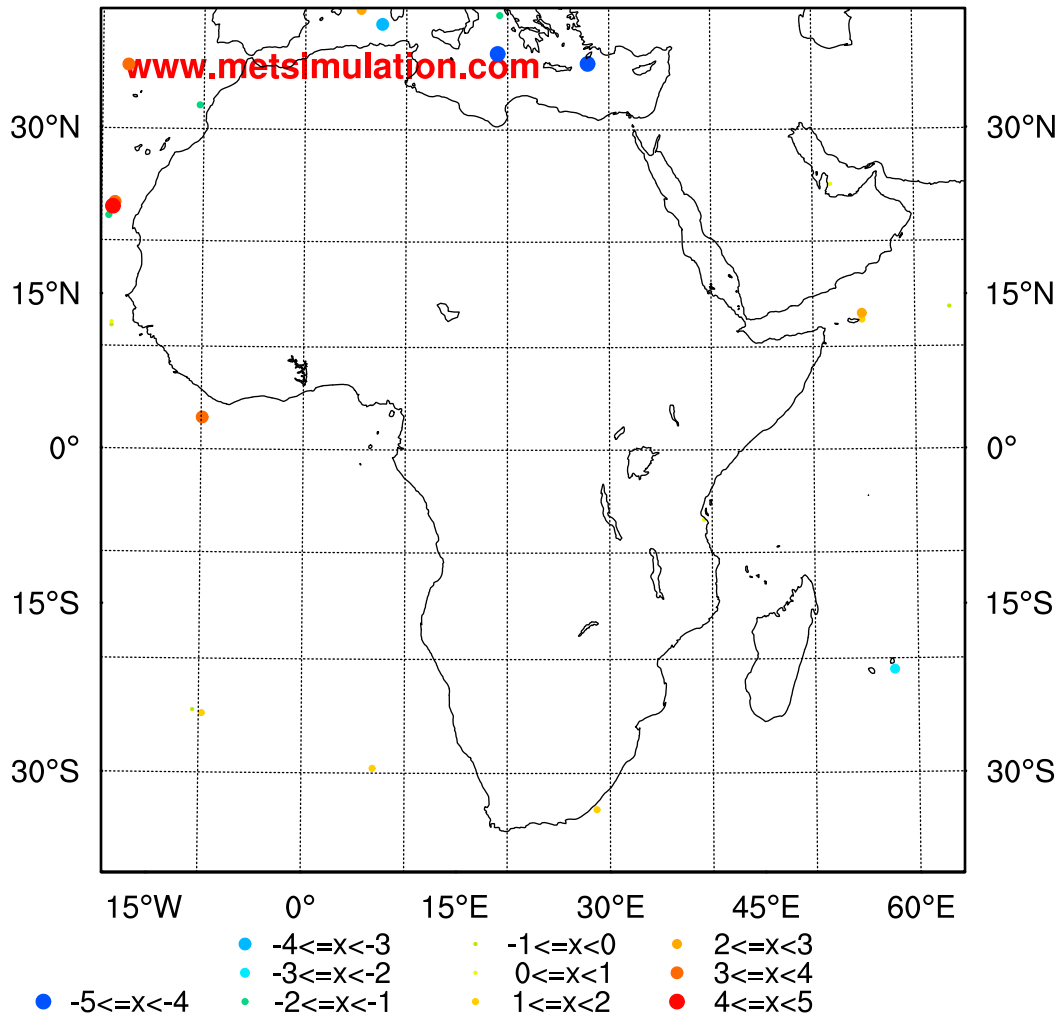 www.metsimulation.com
30°N 30°N
15°N 15°N
0° 0°
15°S 15°S
30°S 30°S
15°W 0° 15°E 30°E 45°E 60°E
-4<=x<-3 -1<=x<0 2<=x<3
-3<=x<-2 0<=x<1 3<=x<4
-5<=x<-4 -2<=x<-1 1<=x<2 4<=x<5